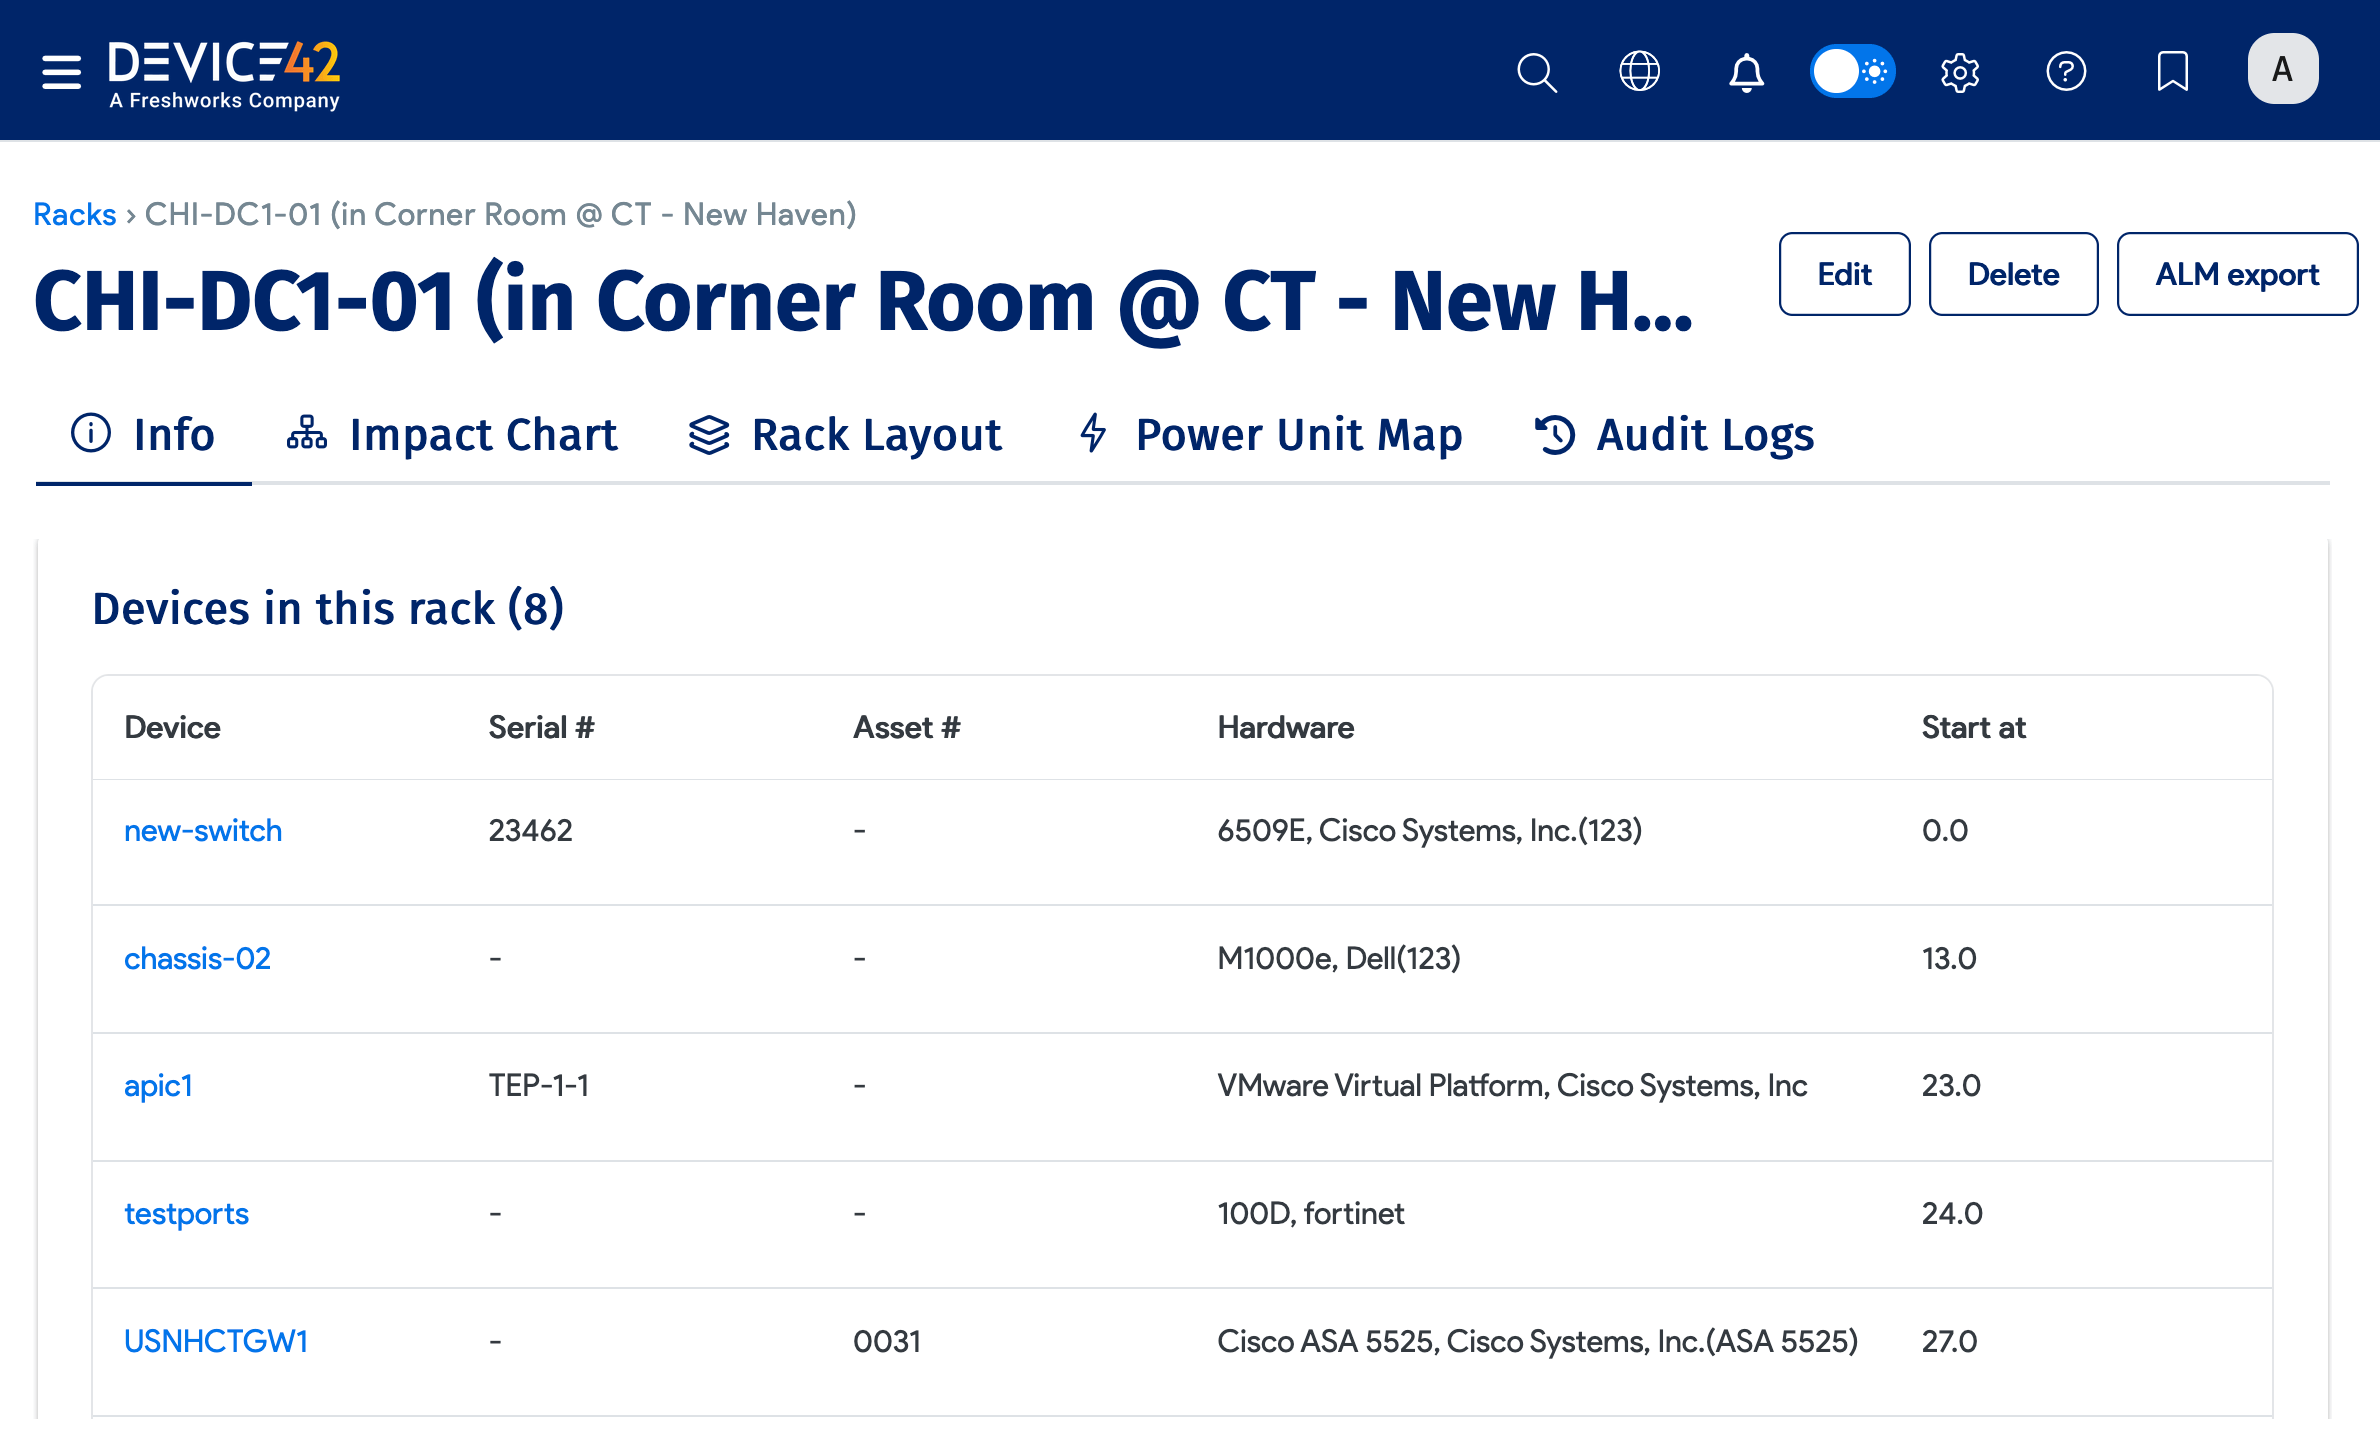 DEVICE42
A Freshworks Company
A
Racks › CHI-DC1-01 (in Corner Room @ CT - New Haven)
CHI-DC1-01 (in Corner Room @ CT - New H...
Edit Delete ALM export
Info Impact Chart Rack Layout Power Unit Map Audit Logs
Devices in this rack (8)
Device Serial # Asset # Hardware Start at
new-switch 23462 - 6509E, Cisco Systems, Inc.(123) 0.0
chassis-02 - - M1000e, Dell(123) 13.0
apic1 TEP-1-1 - VMware Virtual Platform, Cisco Systems, Inc 23.0
testports - - 100D, fortinet 24.0
USNHCTGW1 - 0031 Cisco ASA 5525, Cisco Systems, Inc.(ASA 5525) 27.0